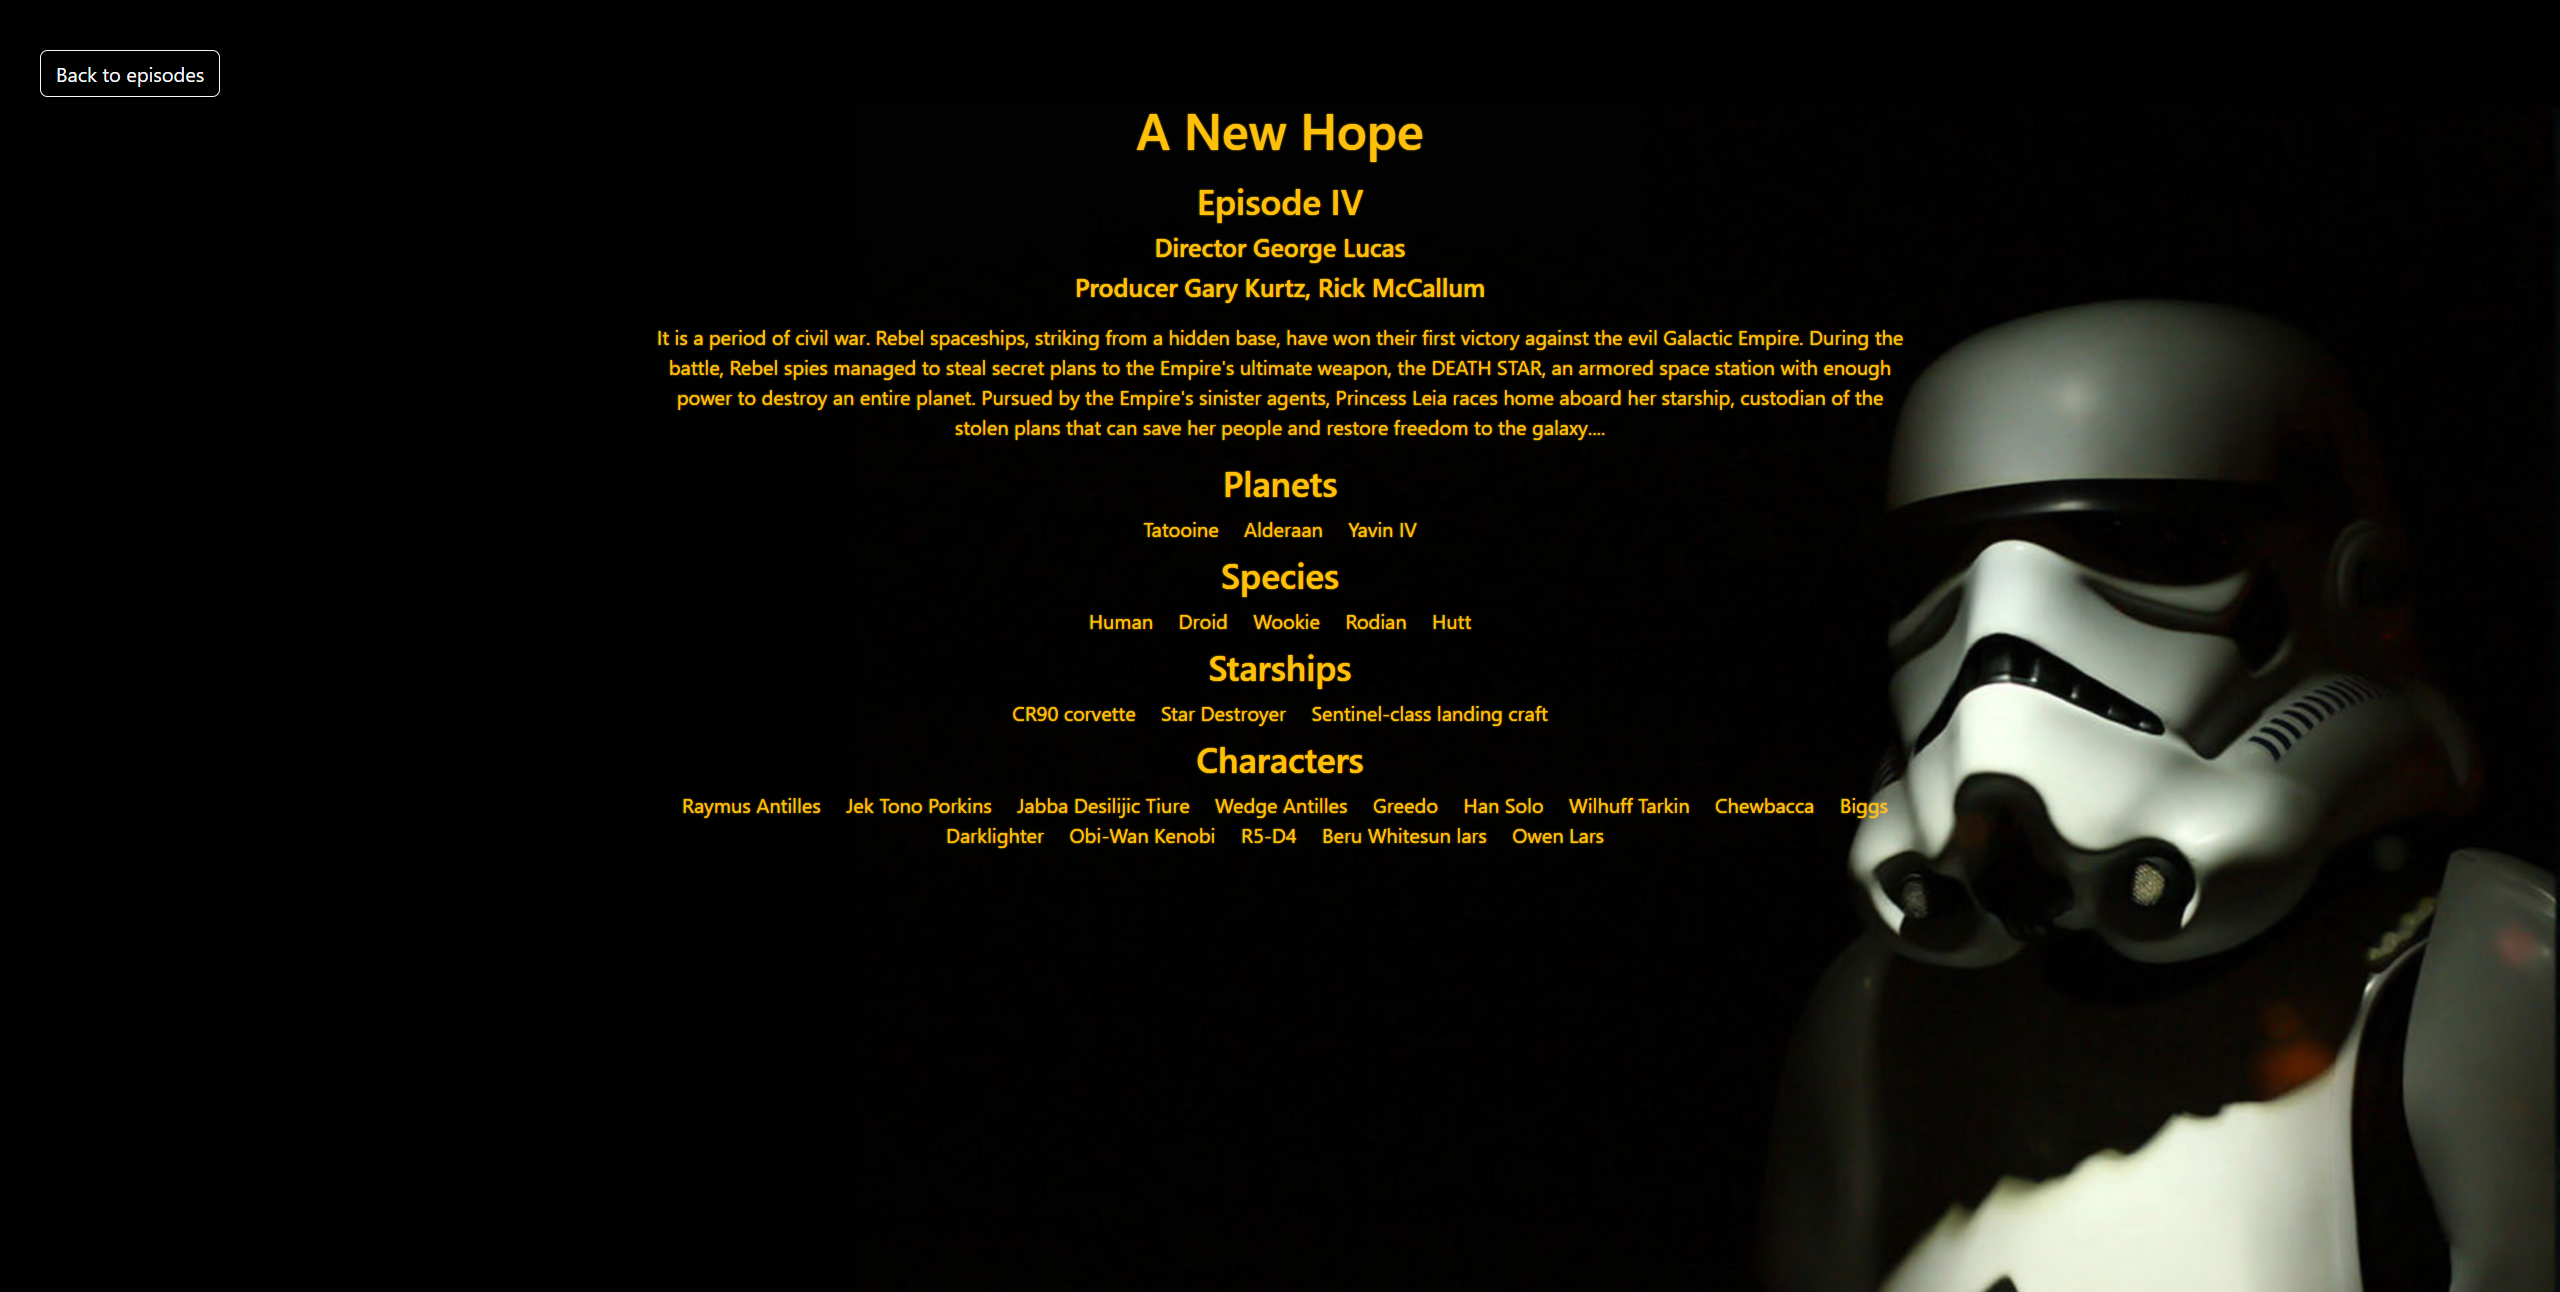 Back to episodes
A New Hope
Episode IV
Director George Lucas
Producer Gary Kurtz, Rick McCallum
It is a period of civil war. Rebel spaceships, striking from a hidden base, have won their first victory against the evil Galactic Empire. During the
battle, Rebel spies managed to steal secret plans to the Empire's ultimate weapon, the DEATH STAR, an armored space station with enough
power to destroy an entire planet. Pursued by the Empire's sinister agents, Princess Leia races home aboard her starship, custodian of the
stolen plans that can save her people and restore freedom to the galaxy....
Planets
Tatooine Alderaan Yavin IV
Species
Human Droid Wookie Rodian Hutt
Starships
CR90 corvette Star Destroyer Sentinel-class landing craft
Characters
Raymus Antilles Jek Tono Porkins Jabba Desilijic Tiure Wedge Antilles Greedo Han Solo Wilhuff Tarkin Chewbacca Biggs
Darklighter Obi-Wan Kenobi R5-D4 Beru Whitesun lars Owen Lars